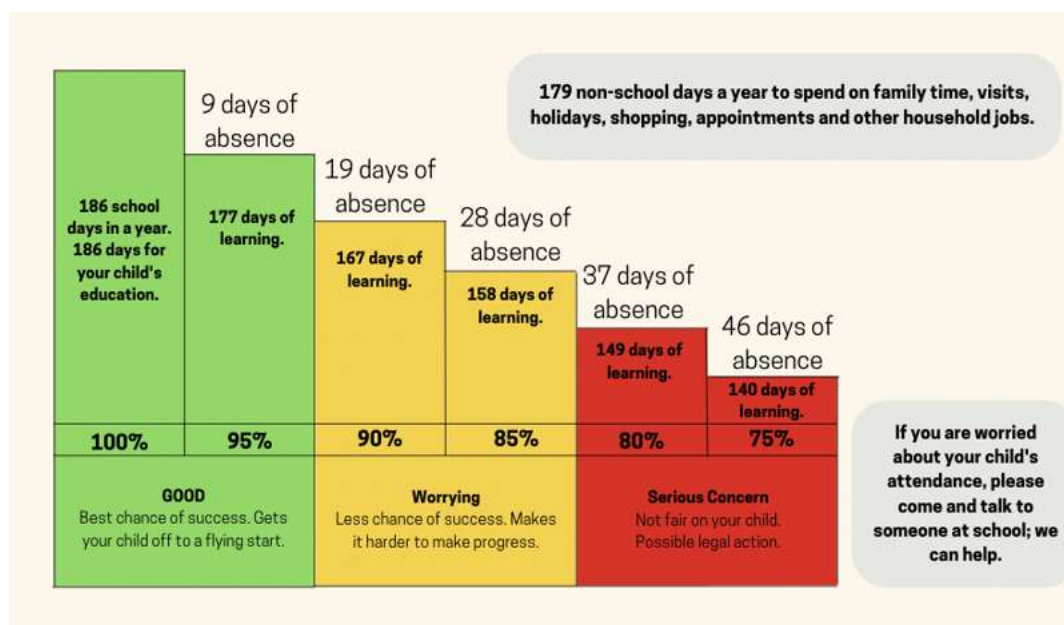 179 non-school days a year to spend on family time, visits,
holidays, shopping, appointments and other household jobs.
186 school
days in a year.
186 days for
your child's
education.
9 days of
absence
177 days of
learning.
19 days of
absence
167 days of
learning.
28 days of
absence
158 days of
learning.
37 days of
absence
149 days of
learning.
46 days of
absence
140 days of
learning.
100%
95%
90%
85%
80%
75%
GOOD
Best chance of success. Gets
your child off to a flying start.
Worrying
Less chance of success. Makes
it harder to make progress.
Serious Concern
Not fair on your child.
Possible legal action.
If you are worried
about your child's
attendance, please
come and talk to
someone at school; we
can help.